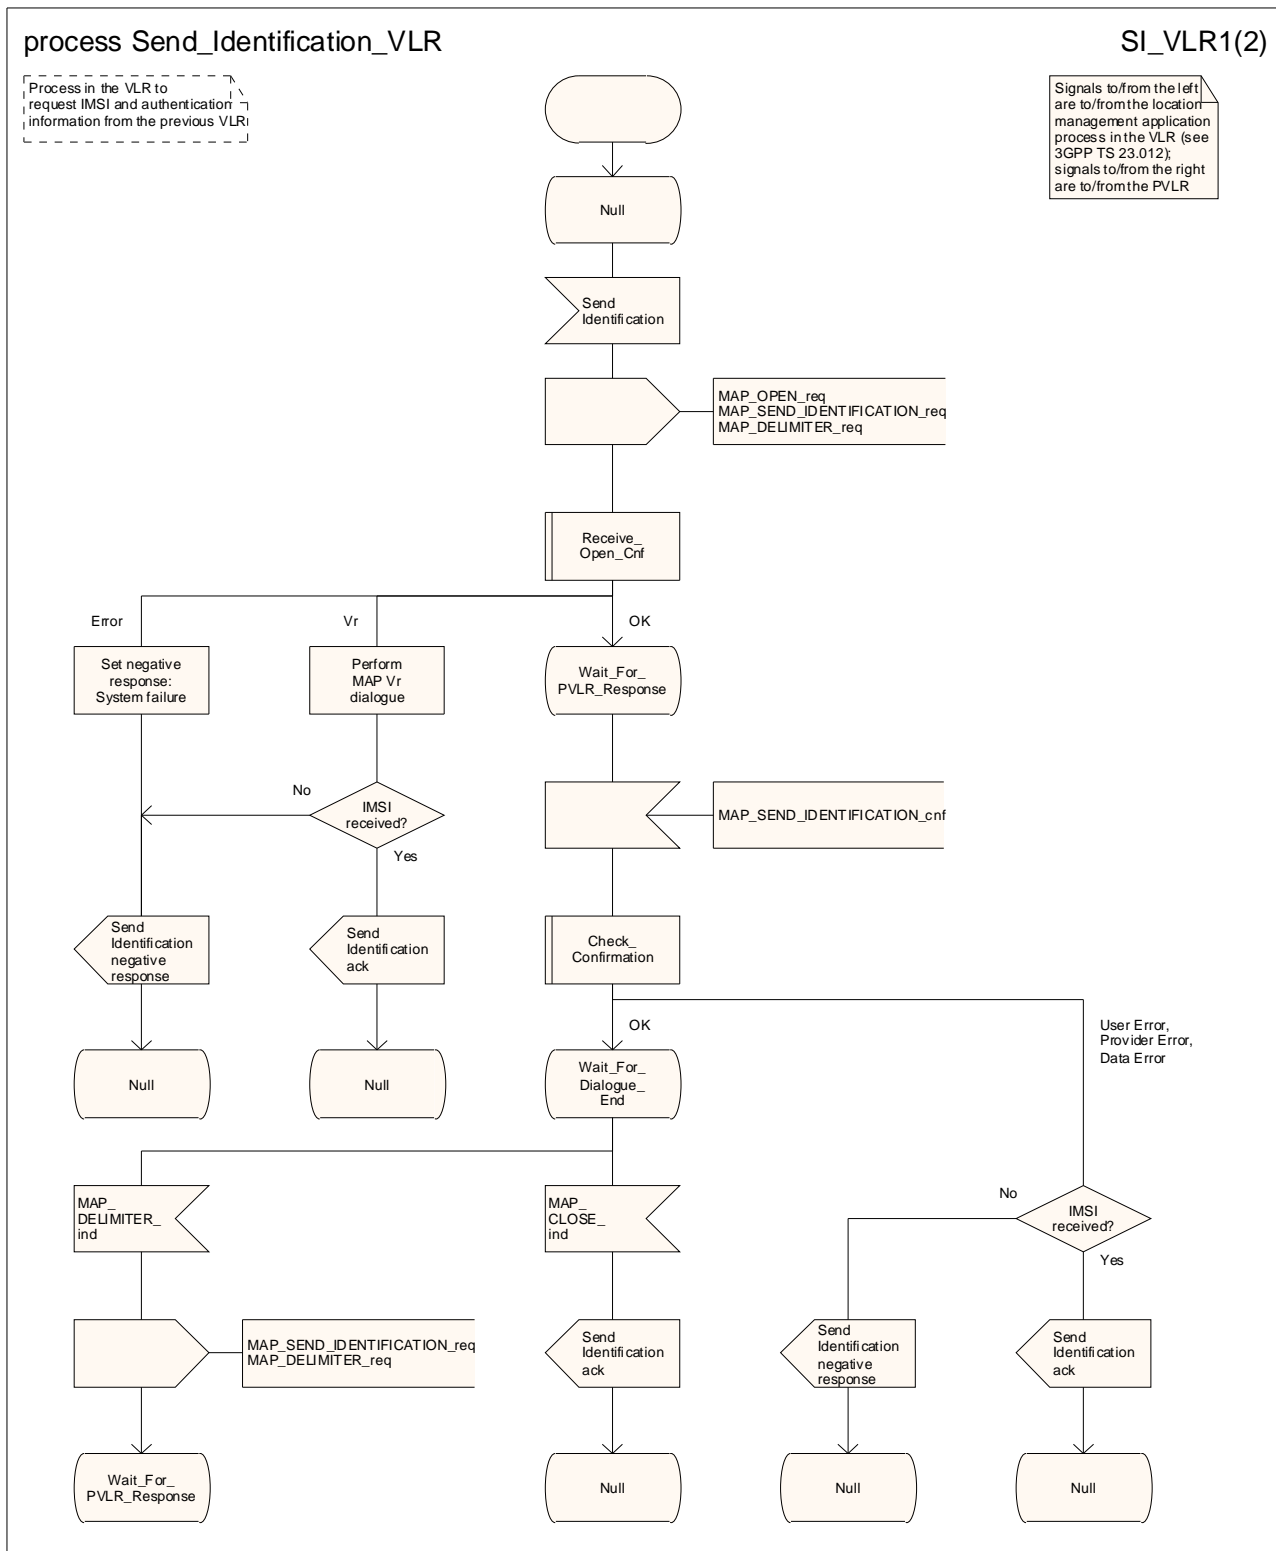 process Send_Identification_VLR
SI_VLR1(2)
Process in the VLR to
request IMSI and authentication
information from the previous VLR
Signals to/from the left
are to/from the location
management application
process in the VLR (see
3GPP TS 23.012);
signals to/from the right
are to/from the PVLR
Null
Send
Identification
MAP_OPEN_req
MAP_SEND_IDENTIFICATION_req
MAP_DELIMITER_req
Receive_
Open_Cnf
Error
Vr
OK
Set negative
response:
System failure
Perform
MAP Vr
dialogue
Wait_For_
PVLR_Response
No
IMSI
received?
Yes
MAP_SEND_IDENTIFICATION_cnf
Send
Identification
negative
response
Send
Identification
ack
Check_
Confirmation
OK
User Error,
Provider Error,
Data Error
Null
Null
Wait_For_
Dialogue_
End
MAP_
DELIMITER_
ind
MAP_
CLOSE_
ind
No
IMSI
received?
Yes
MAP_SEND_IDENTIFICATION_req
MAP_DELIMITER_req
Send
Identification
ack
Send
Identification
negative
response
Send
Identification
ack
Wait_For_
PVLR_Response
Null
Null
Null